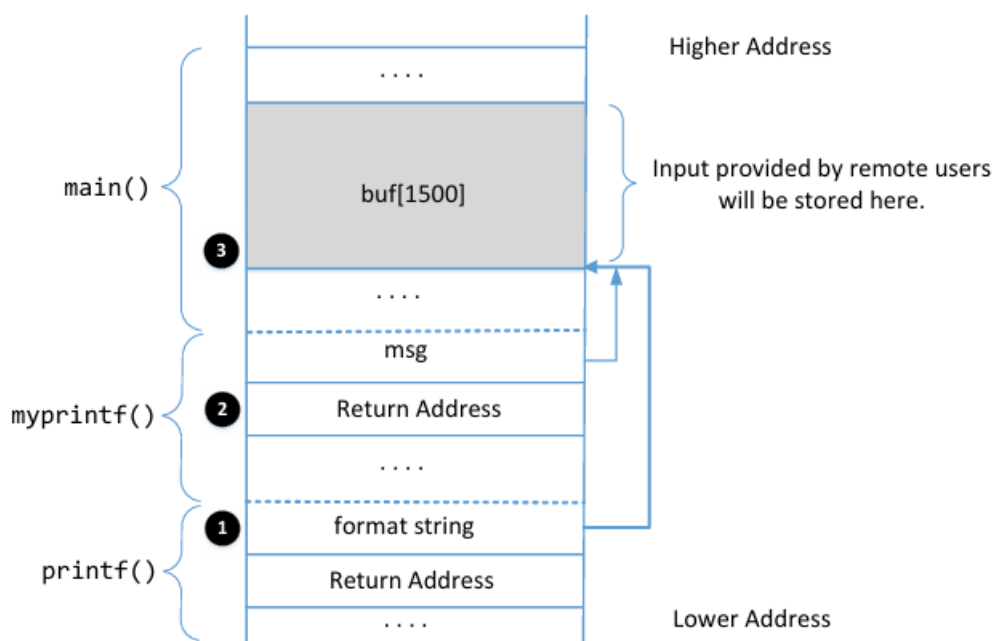 Higher Address
. . . .
main()
buf[1500]
Input provided by remote users
will be stored here.
3
. . . .
msg
myprintf()
2
Return Address
. . . .
1
format string
printf()
Return Address
. . . .
Lower Address